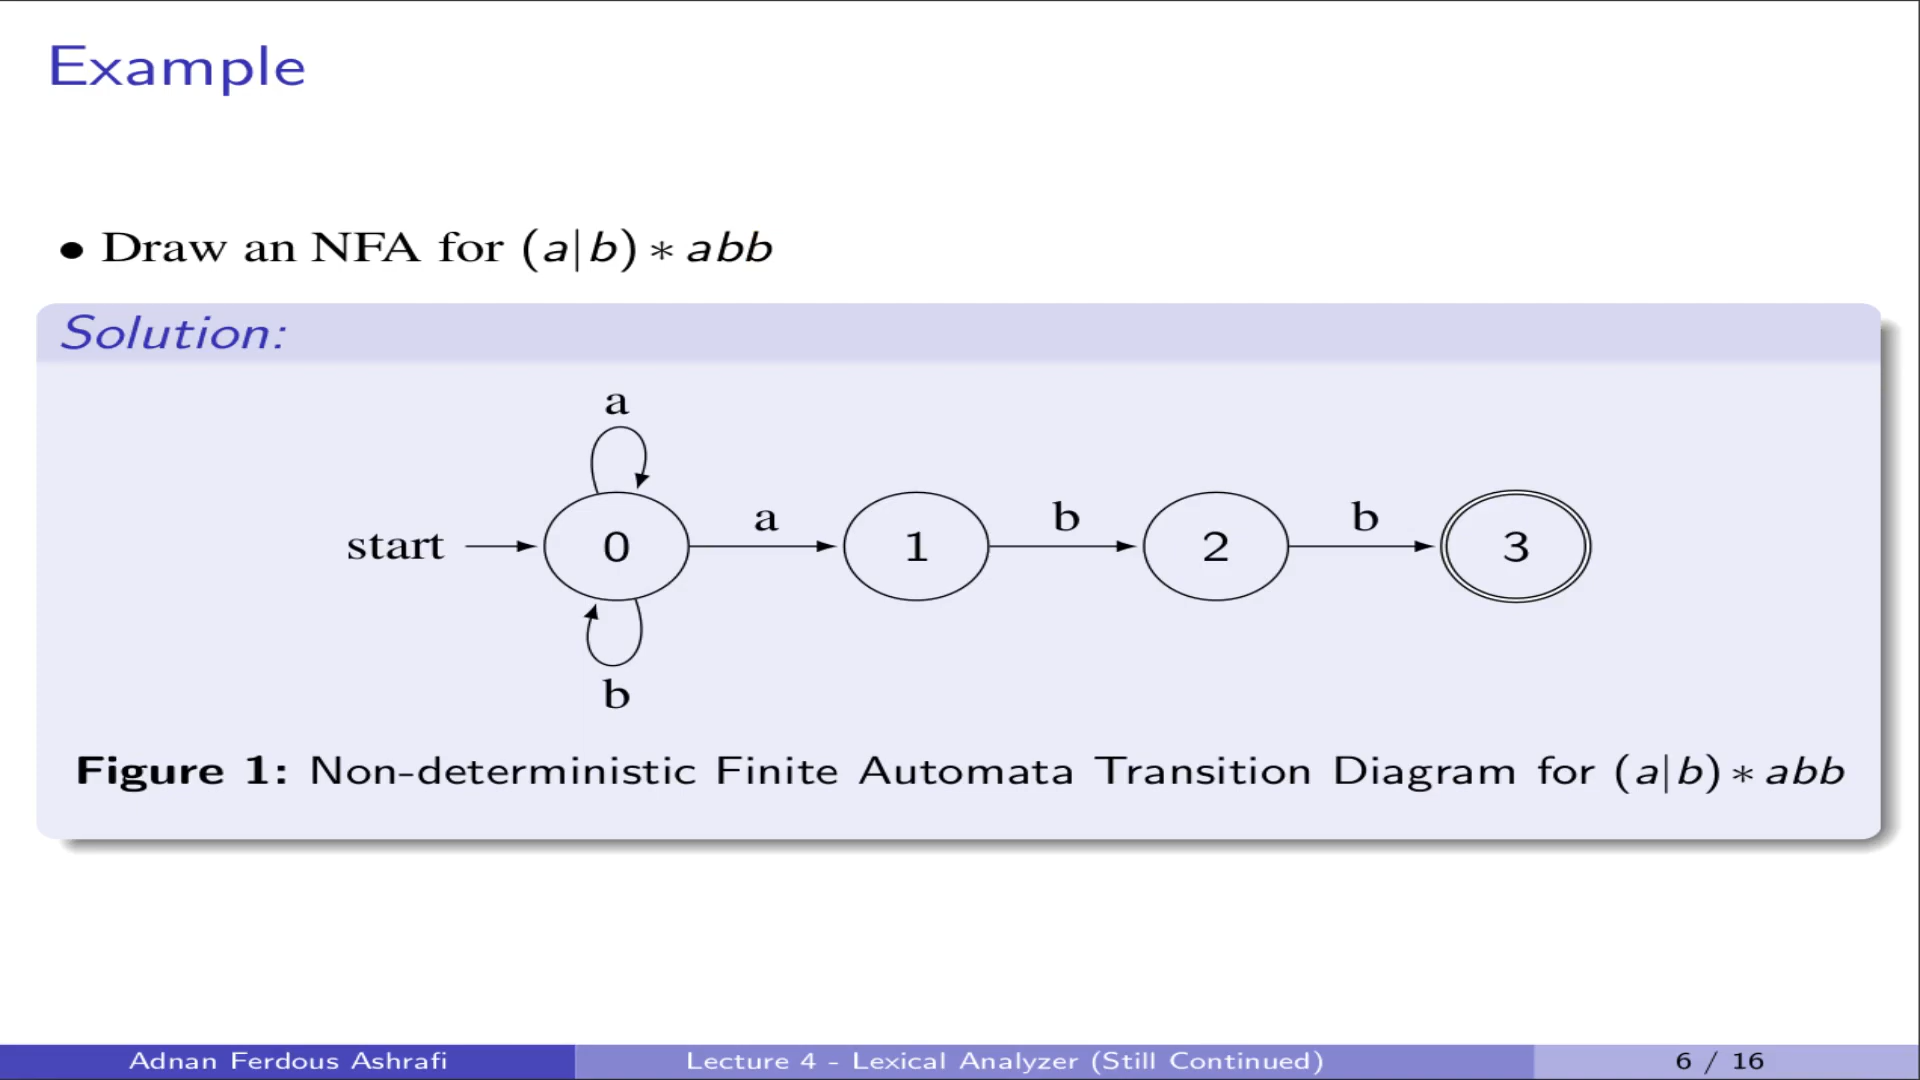 Example
• Draw an NFA for (a|b) ∗ abb
Solution:
a
start 0 a 1 b 2 b 3
b
Figure 1: Non-deterministic Finite Automata Transition Diagram for (a|b) ∗ abb
Adnan Ferdous Ashrafi Lecture 4 - Lexical Analyzer (Still Continued) 6 / 16